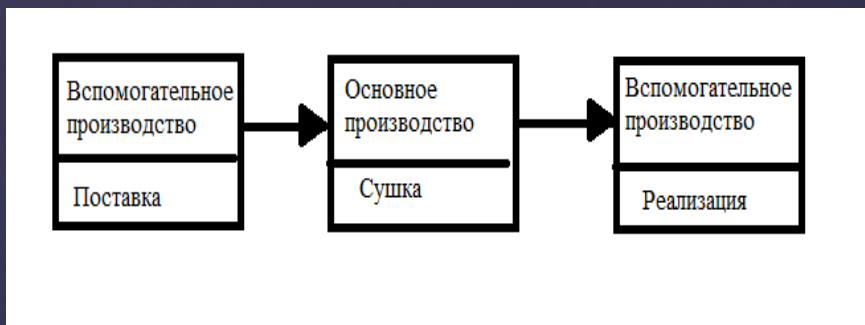 Вспомогательное
производство
Поставка
Основное
производство
Сушка
Вспомогательное
производство
Реализация